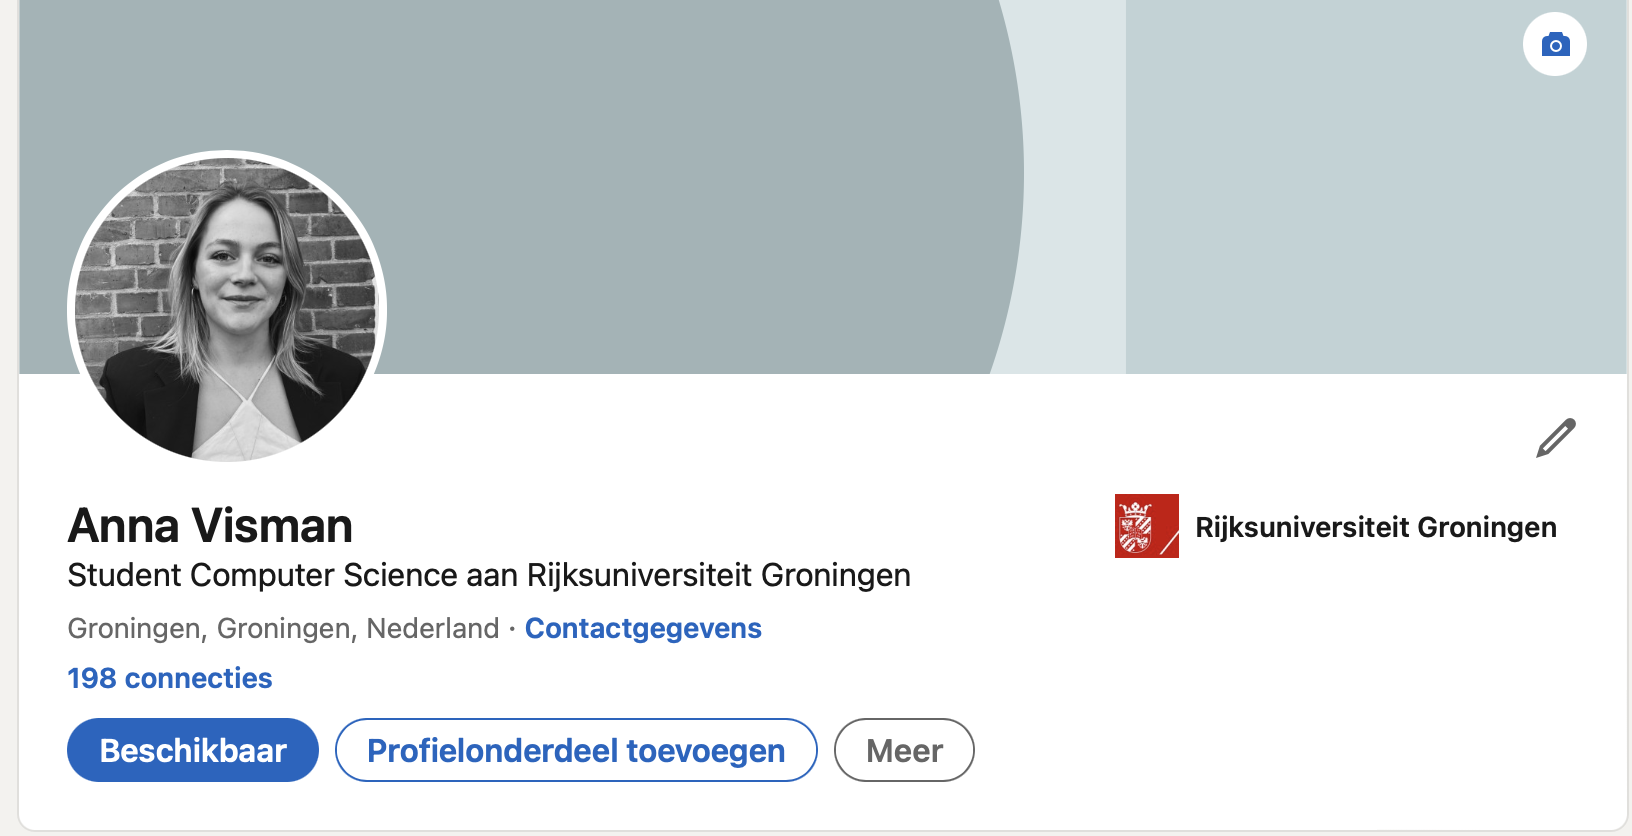 Anna Visman
Rijksuniversiteit Groningen
Student Computer Science aan Rijksuniversiteit Groningen
Groningen, Groningen, Nederland · Contactgegevens
198 connecties
Beschikbaar
Profielonderdeel toevoegen
Meer